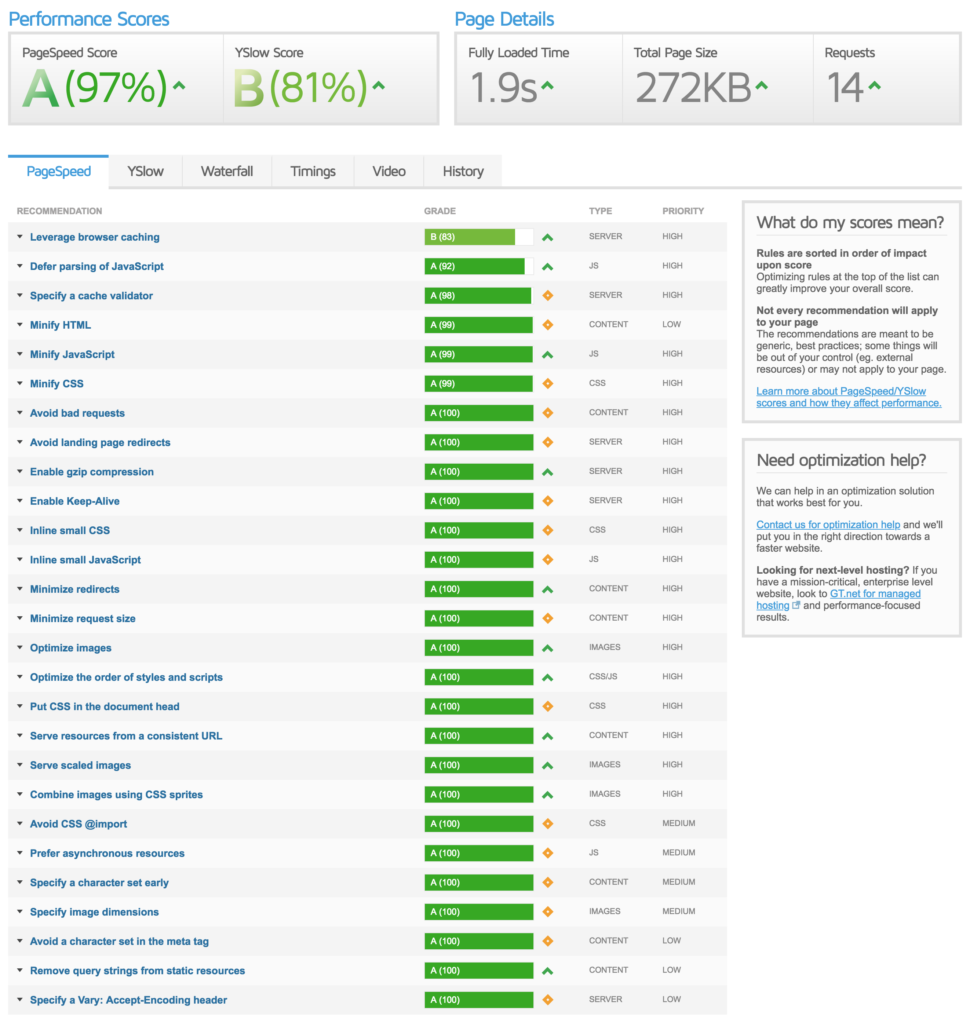 Performance Scores
Page Details
PageSpeed Score
YSlow Score
A (97%)
B (81%)
Fully Loaded Time
Total Page Size
Requests
1.9s
272KB
14
PageSpeed
YSlow
Waterfall
Timings
Video
History
RECOMMENDATION GRADE TYPE PRIORITY
Leverage browser caching B (83) SERVER HIGH
Defer parsing of JavaScript A (92) JS HIGH
Specify a cache validator A (98) SERVER HIGH
Minify HTML A (99) CONTENT LOW
Minify JavaScript A (99) JS HIGH
Minify CSS A (99) CSS HIGH
Avoid bad requests A (100) CONTENT HIGH
Avoid landing page redirects A (100) SERVER HIGH
Enable gzip compression A (100) SERVER HIGH
Enable Keep-Alive A (100) SERVER HIGH
Inline small CSS A (100) CSS HIGH
Inline small JavaScript A (100) JS HIGH
Minimize redirects A (100) CONTENT HIGH
Minimize request size A (100) CONTENT HIGH
Optimize images A (100) IMAGES HIGH
Optimize the order of styles and scripts A (100) CSS/JS HIGH
Put CSS in the document head A (100) CSS HIGH
Serve resources from a consistent URL A (100) CONTENT HIGH
Serve scaled images A (100) IMAGES HIGH
Combine images using CSS sprites A (100) IMAGES HIGH
Avoid CSS @import A (100) CSS MEDIUM
Prefer asynchronous resources A (100) JS MEDIUM
Specify a character set early A (100) CONTENT MEDIUM
Specify image dimensions A (100) IMAGES MEDIUM
Avoid a character set in the meta tag A (100) CONTENT LOW
Remove query strings from static resources A (100) CONTENT LOW
Specify a Vary: Accept-Encoding header A (100) SERVER LOW
What do my scores mean?
Rules are sorted in order of impact
upon score
Optimizing rules at the top of the list can
greatly improve your overall score.
Not every recommendation will apply
to your page
The recommendations are meant to be
generic, best practices; some things will
be out of your control (eg. external
resources) or may not apply to your page.
Learn more about PageSpeed/YSlow
scores and how they affect performance.
Need optimization help?
We can help in an optimization solution
that works best for you.
Contact us for optimization help and we'll
put you in the right direction towards a
faster website.
Looking for next-level hosting? If you
have a mission-critical, enterprise level
website, look to GT.net for managed
hosting and performance-focused
results.